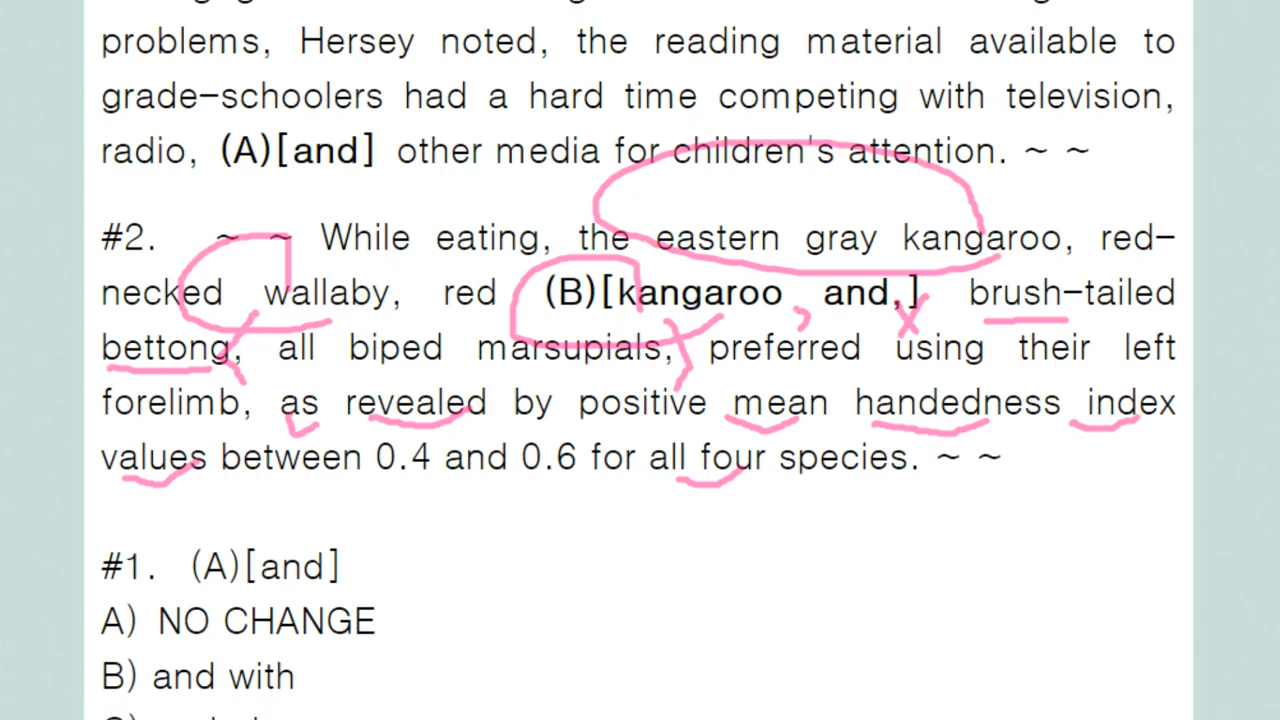 problems, Hersey noted, the reading material available to
grade-schoolers had a hard time competing with television,
radio, (A)[and] other media for children's attention. ~ ~
#2. ~ ~ While eating, the eastern gray kangaroo, red-
necked wallaby, red (B)[kangaroo and,] brush-tailed
bettong, all biped marsupials, preferred using their left
forelimb, as revealed by positive mean handedness index
values between 0.4 and 0.6 for all four species. ~ ~
#1. (A)[and]
A) NO CHANGE
B) and with